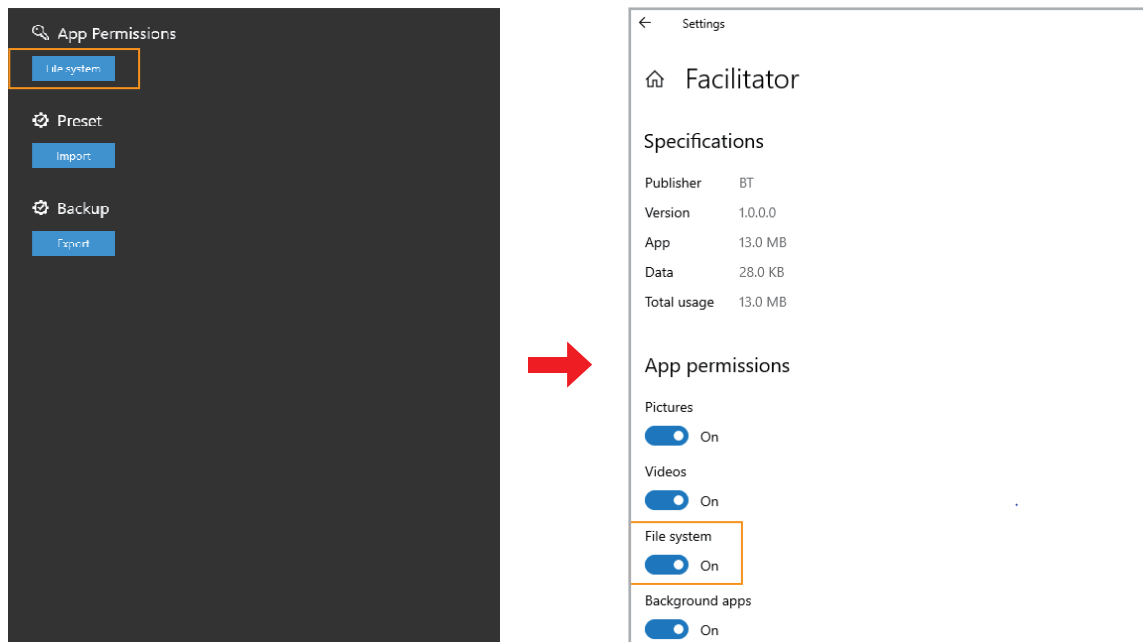 App Permissions
File system
Preset
Import
Backup
Export
Settings
Facilitator
Specifications
Publisher BT
Version 1.0.0.0
App 13.0 MB
Data 28.0 KB
Total usage 13.0 MB
App permissions
Pictures
On
Videos
On
File system
On
Background apps
On